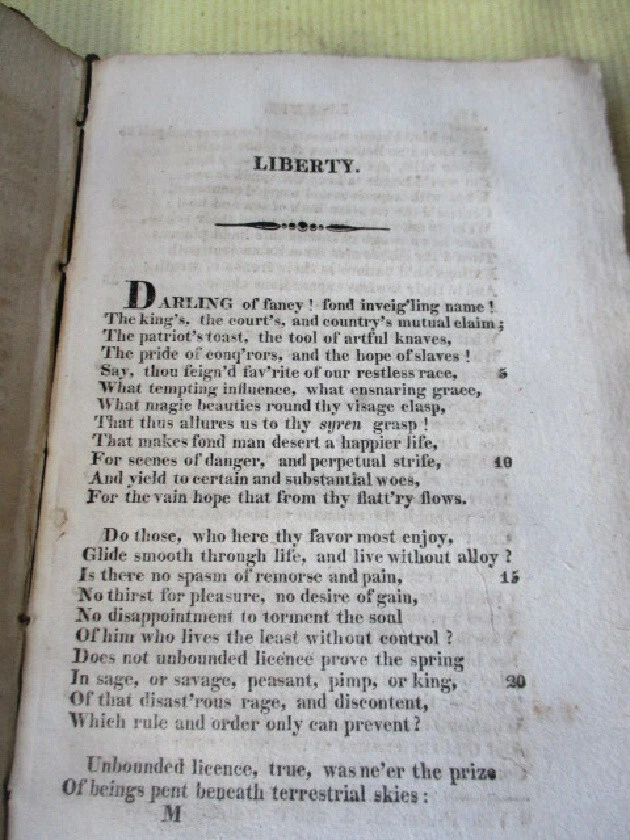 LIBERTY.
DARLING of fancy! fond inveig'ling name!
The king's, the court's, and country's mutual claim;
The patriot's toast, the tool of artful knaves,
The pride of conq'rors, and the hope of slaves!
Say, thou feign'd fav'rite of our restless race, 5
What tempting influence, what ensnaring grace,
What magic beauties round thy visage clasp,
That thus allures us to thy syren grasp!
That makes fond man desert a happier life,
For scenes of danger, and perpetual strife, 10
And yield to certain and substantial woes,
For the vain hope that from thy flatt'ry flows.
Do those, who here thy favor most enjoy,
Glide smooth through life, and live without alloy?
Is there no spasm of remorse and pain, 15
No thirst for pleasure, no desire of gain,
No disappointment to torment the soul
Of him who lives the least without control?
Does not unbounded licence prove the spring
In sage, or savage, peasant, pimp, or king, 20
Of that disast'rous rage, and discontent,
Which rule and order only can prevent?
Unbounded licence, true, was ne'er the prize
Of beings pent beneath terrestrial skies:
M